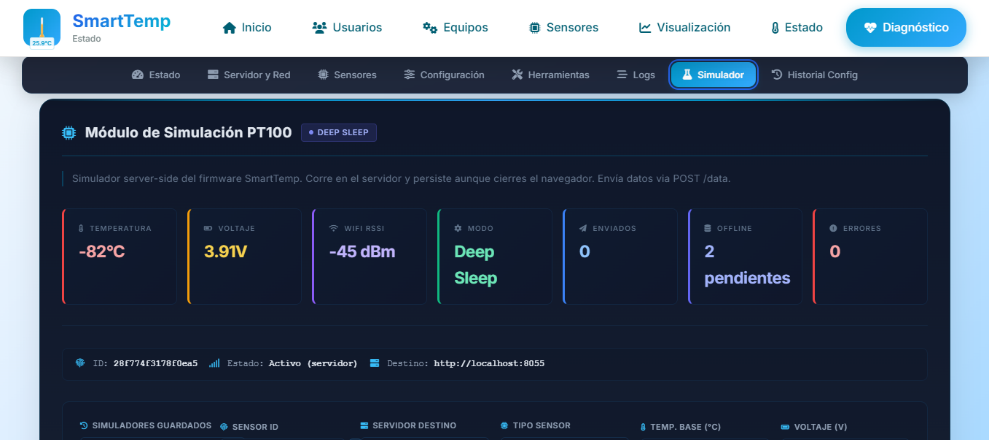 SmartTemp
Estado
25.8°C
Inicio
Usuarios
Equipos
Sensores
Visualización
Estado
Diagnóstico
Estado
Servidor y Red
Sensores
Configuración
Herramientas
Logs
Simulador
Historial Config
Módulo de Simulación PT100
DEEP SLEEP
Simulador server-side del firmware SmartTemp. Corre en el servidor y persiste aunque cierres el navegador. Envía datos via POST /data.
TEMPERATURA
-82°C
VOLTAJE
3.91V
WIFI RSSI
-45 dBm
MODO
Deep
Sleep
ENVIADOS
0
OFFLINE
2
pendientes
ERRORES
0
ID: 28f774f3178f0ea5
Estado: Activo (servidor)
Destino: http://localhost:8055
SIMULADORES GUARDADOS
SENSOR ID
SERVIDOR DESTINO
TIPO SENSOR
TEMP. BASE (°C)
VOLTAJE (V)